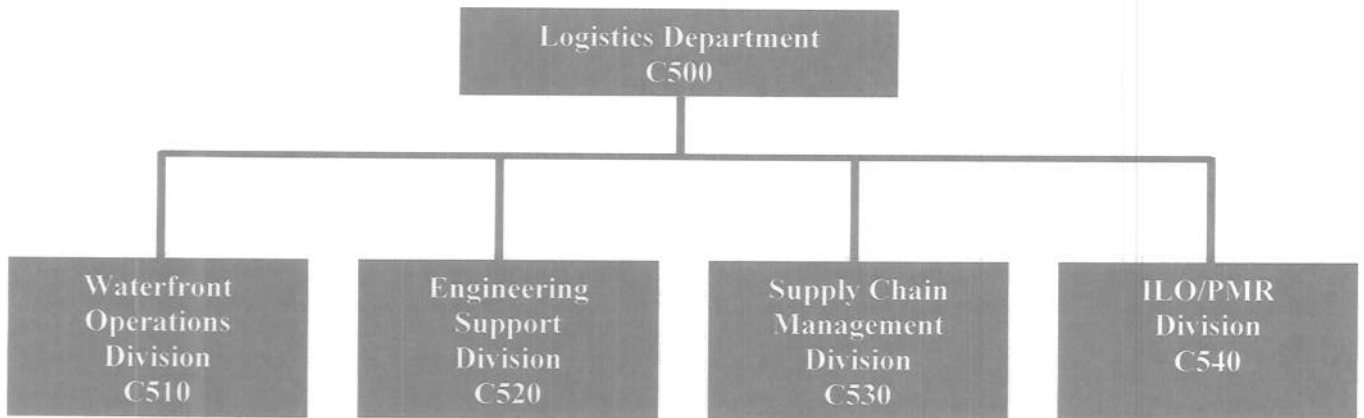 Logistics Department
C500
Waterfront
Operations
Division
C510
Engineering
Support
Division
C520
Supply Chain
Management
Division
C530
ILO/PMR
Division
C540